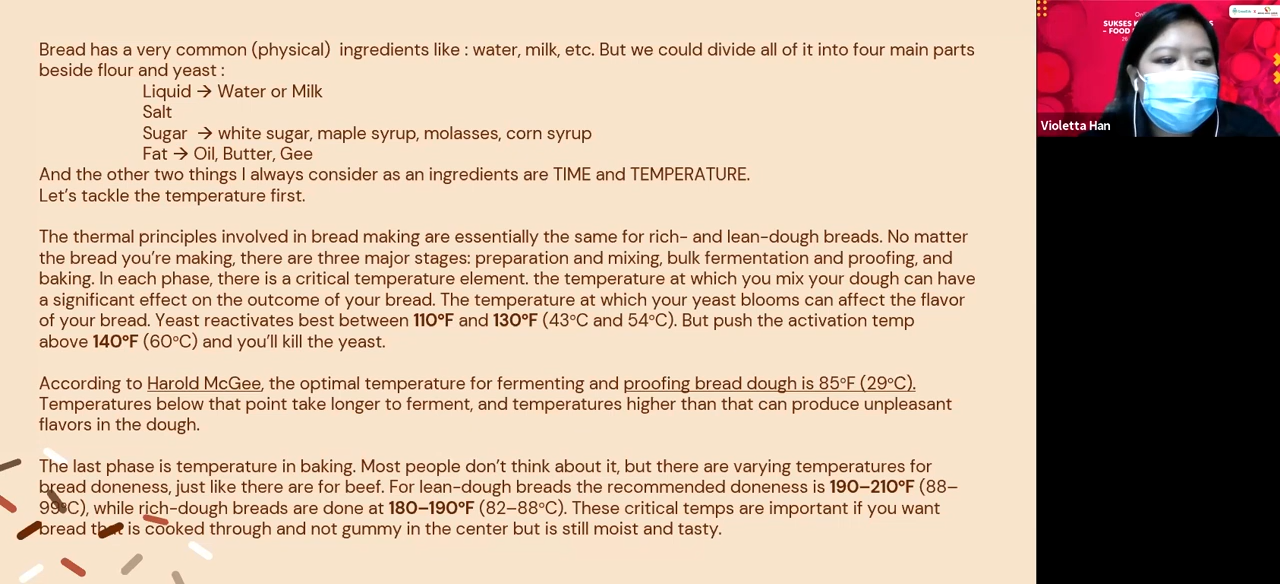 Bread has a very common (physical)  ingredients like : water, milk, etc. But we could divide all of it into four main parts
beside flour and yeast :
Liquid → Water or Milk
Salt
Sugar → white sugar, maple syrup, molasses, corn syrup
Fat → Oil, Butter, Gee
And the other two things I always consider as an ingredients are TIME and TEMPERATURE.
Let's tackle the temperature first.
The thermal principles involved in bread making are essentially the same for rich- and lean-dough breads. No matter
the bread you're making, there are three major stages: preparation and mixing, bulk fermentation and proofing, and
baking. In each phase, there is a critical temperature element. the temperature at which you mix your dough can have
a significant effect on the outcome of your bread. The temperature at which your yeast blooms can affect the flavor
of your bread. Yeast reactivates best between 110°F and 130°F (43°C and 54°C). But push the activation temp
above 140°F (60°C) and you'll kill the yeast.
According to Harold McGee, the optimal temperature for fermenting and proofing bread dough is 85°F (29°C).
Temperatures below that point take longer to ferment, and temperatures higher than that can produce unpleasant
flavors in the dough.
The last phase is temperature in baking. Most people don't think about it, but there are varying temperatures for
bread doneness, just like there are for beef. For lean-dough breads the recommended doneness is 190–210°F (88–
99°C), while rich-dough breads are done at 180–190°F (82–88°C). These critical temps are important if you want
bread that is cooked through and not gummy in the center but is still moist and tasty.
SUKSES
FOOD
Violetta Han